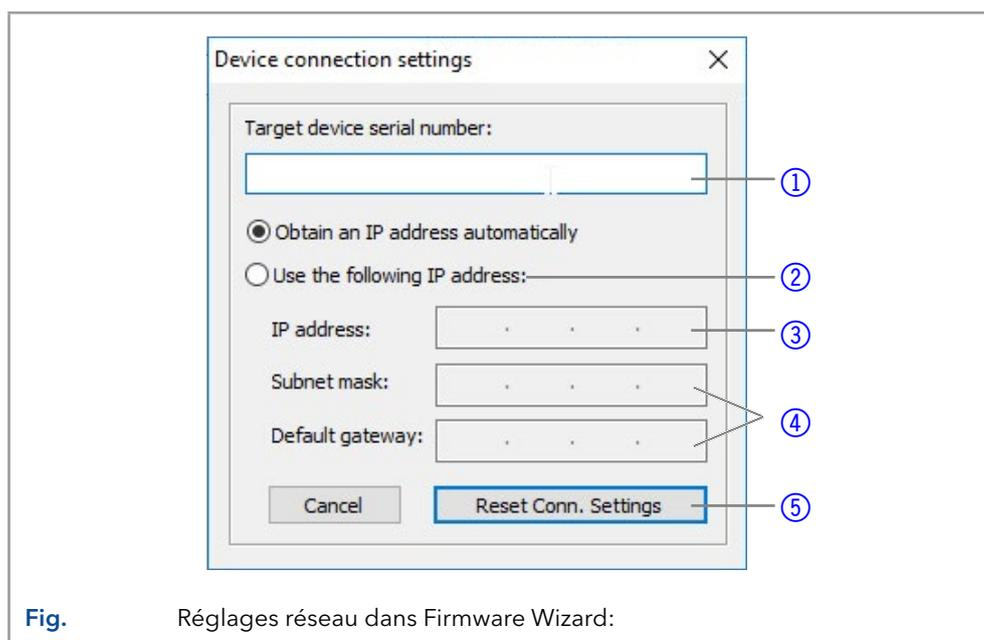 Device connection settings
Target device serial number:
①
Obtain an IP address automatically
Use the following IP address: ②
IP address: . . . ③
Subnet mask: . . .
④
Default gateway: . . .
Cancel Reset Conn. Settings ⑤
Fig. Réglages réseau dans Firmware Wizard: